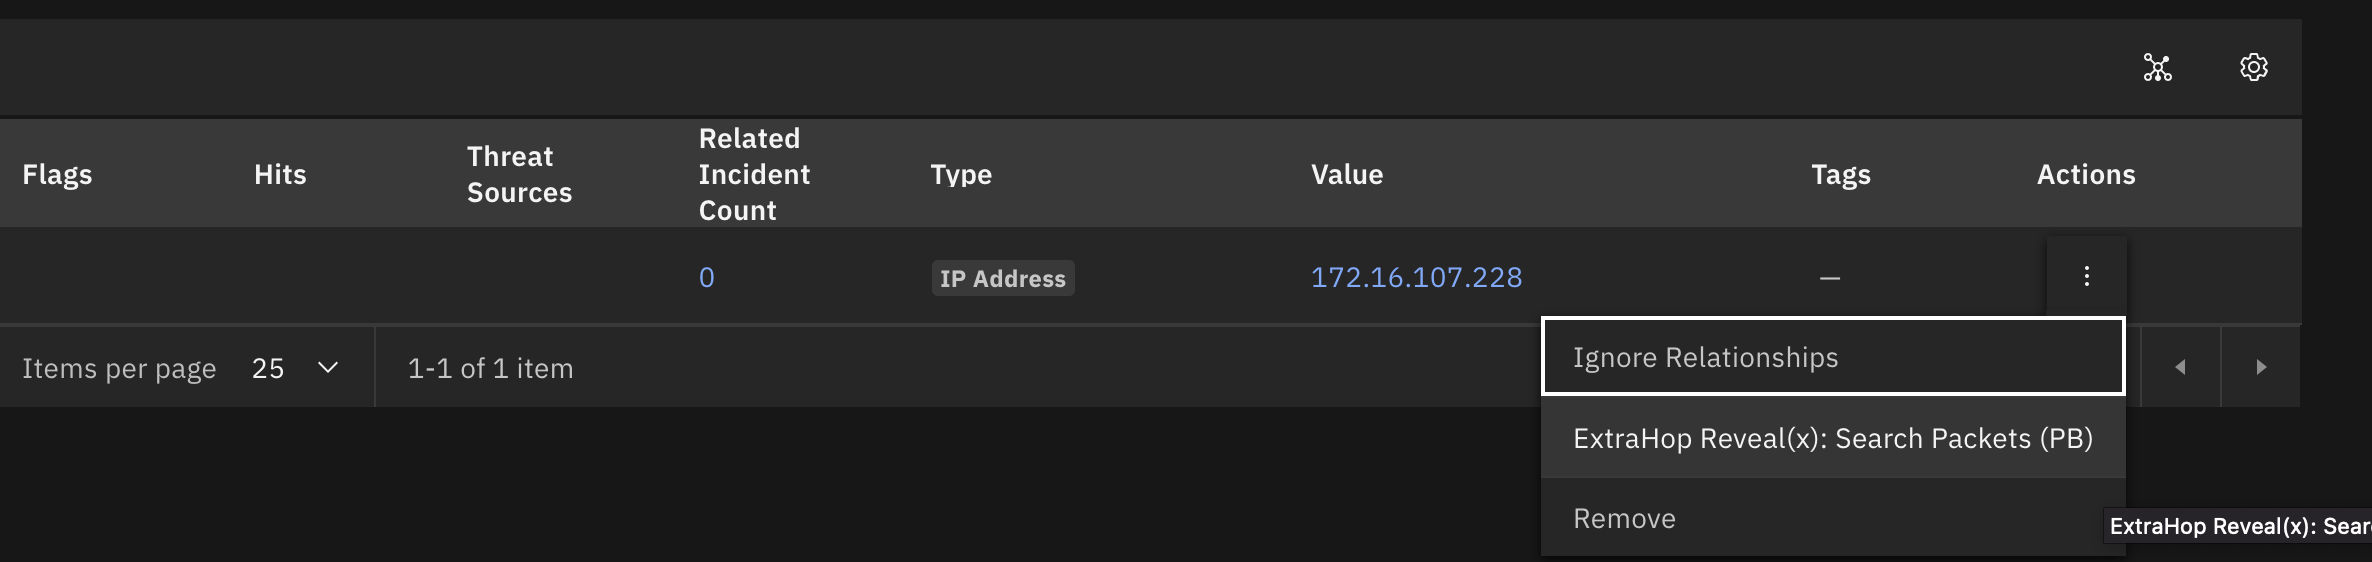 Flags
Hits
Threat
Sources
Related
Incident
Count
Type
Value
Tags
Actions
0
IP Address
172.16.107.228
—
Items per page
25
1-1 of 1 item
Ignore Relationships
ExtraHop Reveal(x): Search Packets (PB)
Remove
ExtraHop Reveal(x): Sear